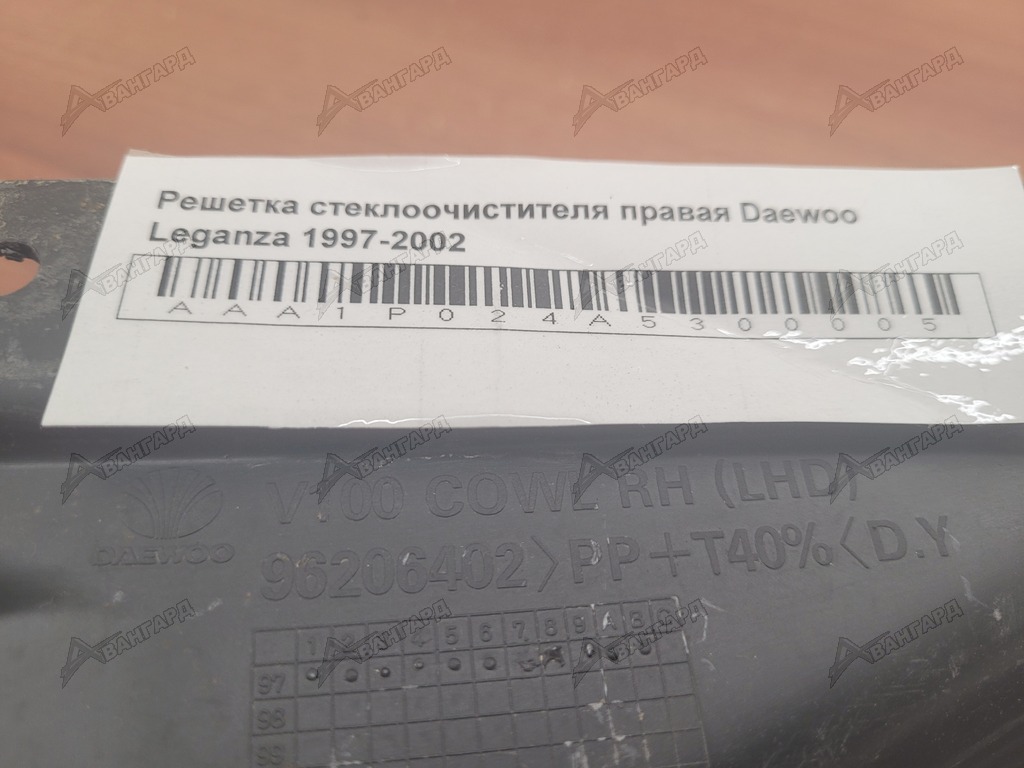 Решетка стеклоочистителя правая Daewoo
Leganza 1997-2002
AAA1P024A5300005
V100 COWL RH (LHD)
DAEWOO
96206402>PP+T40%<D.Y
1 2 3 4 5 6 7 8 9 A B C
97
98
99
АВАНГАРД